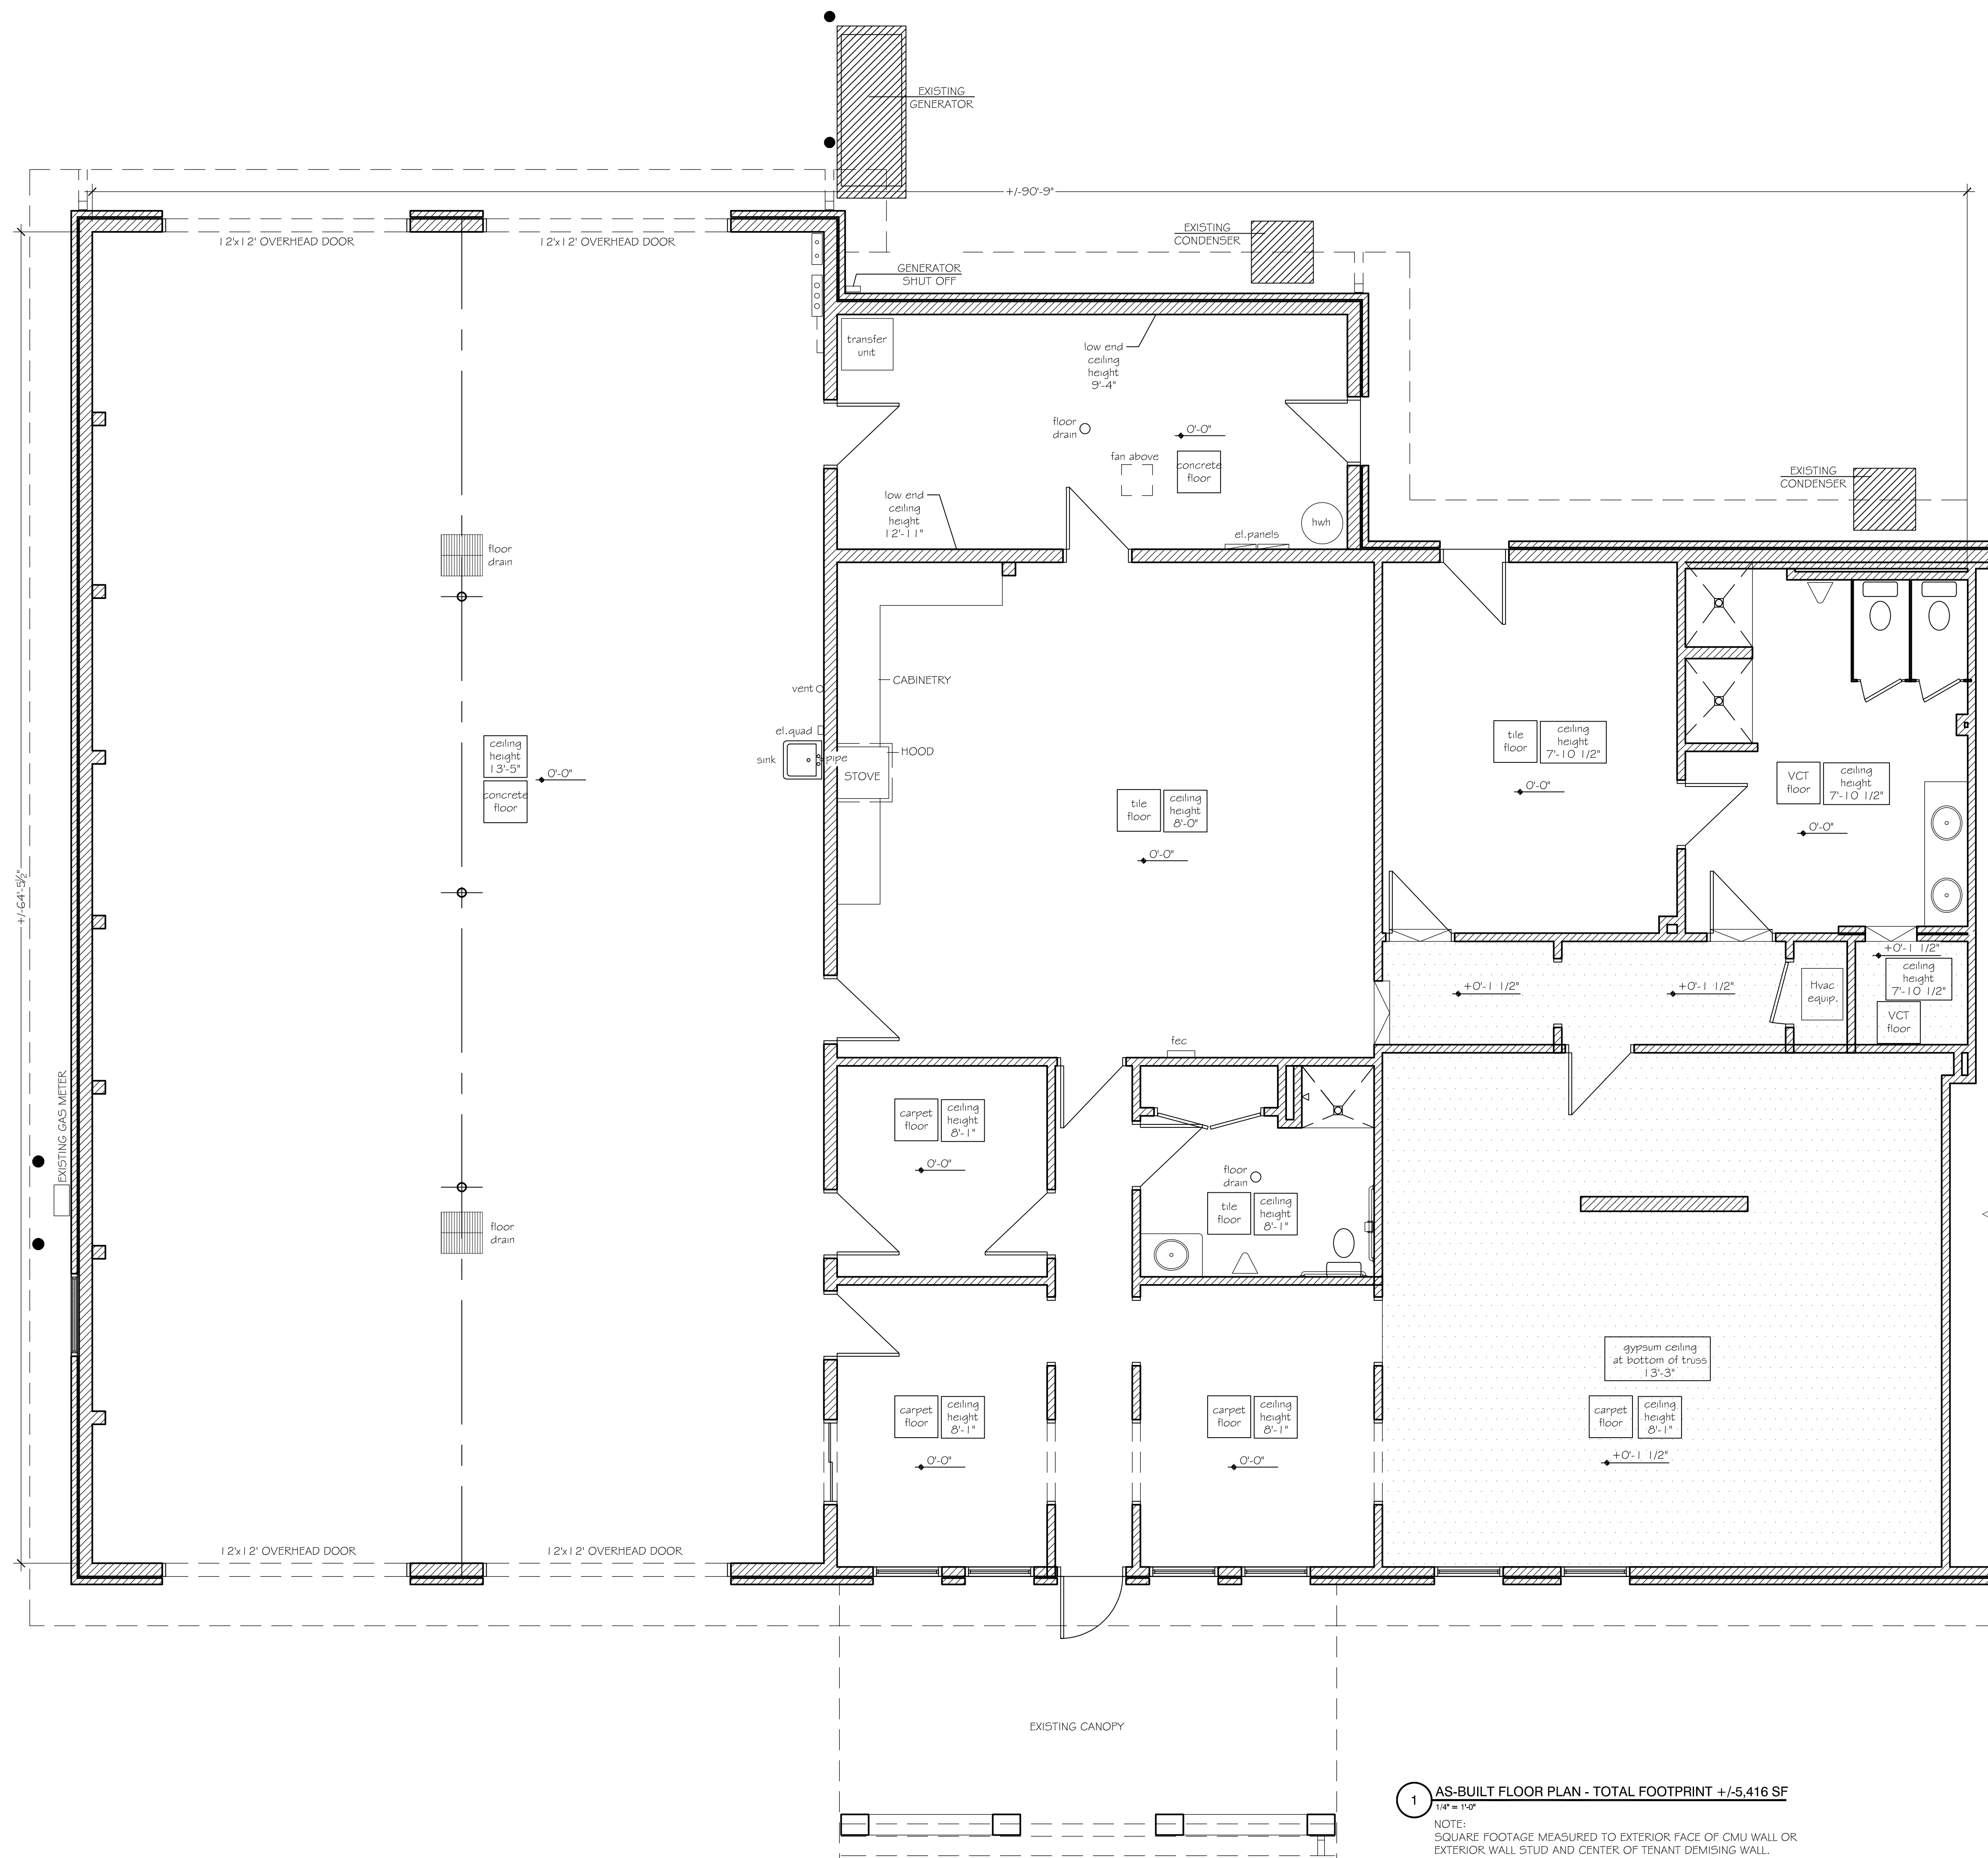 EXISTING
GENERATOR
+/-90'-9"
EXISTING
CONDENSER
12'x12' OVERHEAD DOOR
12'x12' OVERHEAD DOOR
GENERATOR
SHUT OFF
transfer
unit
low end
ceiling
height
9'-4"
floor
drain
0'-0"
fan above
concrete
floor
low end
ceiling
height
12'-11"
el.panels
hwh
EXISTING
CONDENSER
floor
drain
CABINETRY
vent
el.quad
sink
pipe
HOOD
STOVE
ceiling
height
13'-5"
0'-0"
concrete
floor
tile
floor
ceiling
height
8'-0"
0'-0"
tile
floor
ceiling
height
7'-10 1/2"
0'-0"
VCT
floor
ceiling
height
7'-10 1/2"
0'-0"
+/-64'-5½"
+0'-1 1/2"
ceiling
height
7'-10 1/2"
VCT
floor
+0'-1 1/2"
+0'-1 1/2"
Hvac
equip.
fec
EXISTING GAS METER
carpet
floor
ceiling
height
8'-1"
0'-0"
floor
drain
tile
floor
ceiling
height
8'-1"
floor
drain
gypsum ceiling
at bottom of truss
13'-3"
carpet
floor
ceiling
height
8'-1"
0'-0"
carpet
floor
ceiling
height
8'-1"
0'-0"
carpet
floor
ceiling
height
8'-1"
+0'-1 1/2"
12'x12' OVERHEAD DOOR
12'x12' OVERHEAD DOOR
EXISTING CANOPY
1
AS-BUILT FLOOR PLAN - TOTAL FOOTPRINT +/-5,416 SF
1/4" = 1'-0"
NOTE:
SQUARE FOOTAGE MEASURED TO EXTERIOR FACE OF CMU WALL OR
EXTERIOR WALL STUD AND CENTER OF TENANT DEMISING WALL.